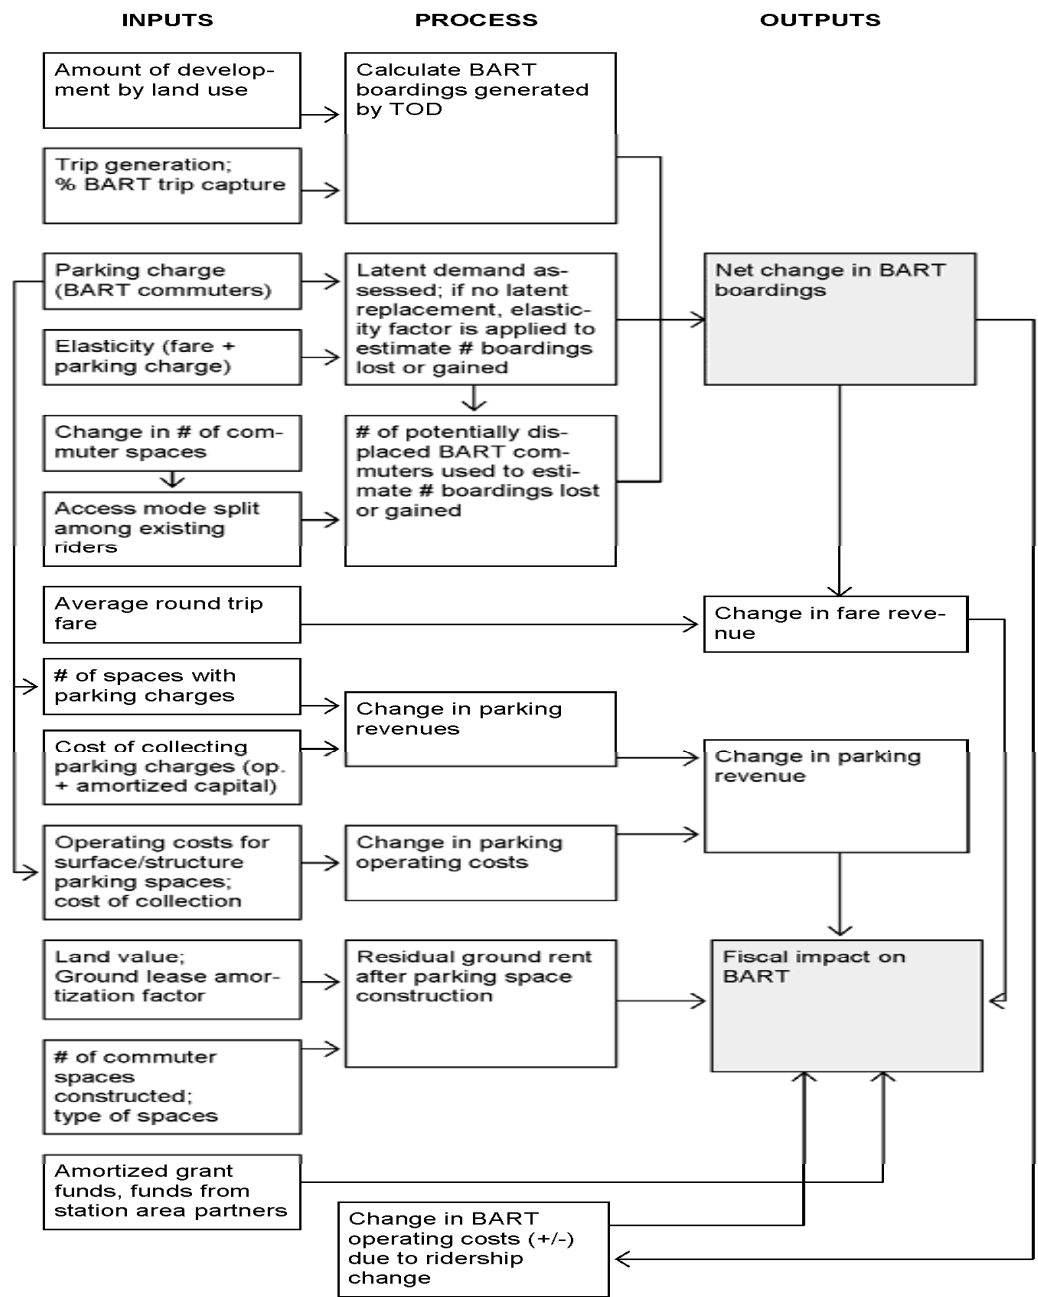 INPUTS
PROCESS
OUTPUTS
Amount of develop-
ment by land use
Calculate BART
boardings generated
by TOD
Trip generation;
% BART trip capture
Parking charge
(BART commuters)
Latent demand as-
sessed; if no latent
replacement, elastic-
ity factor is applied to
estimate # boardings
lost or gained
Net change in BART
boardings
Elasticity (fare +
parking charge)
Change in # of com-
muter spaces
# of potentially dis-
placed BART com-
muters used to esti-
mate # boardings lost
or gained
Access mode split
among existing
riders
Average round trip
fare
Change in fare reve-
nue
# of spaces with
parking charges
Change in parking
revenues
Cost of collecting
parking charges (op.
+ amortized capital)
Change in parking
revenue
Operating costs for
surface/structure
parking spaces;
cost of collection
Change in parking
operating costs
Land value;
Ground lease amor-
tization factor
Residual ground rent
after parking space
construction
Fiscal impact on
BART
# of commuter
spaces
constructed;
type of spaces
Amortized grant
funds, funds from
station area partners
Change in BART
operating costs (+/-)
due to ridership
change